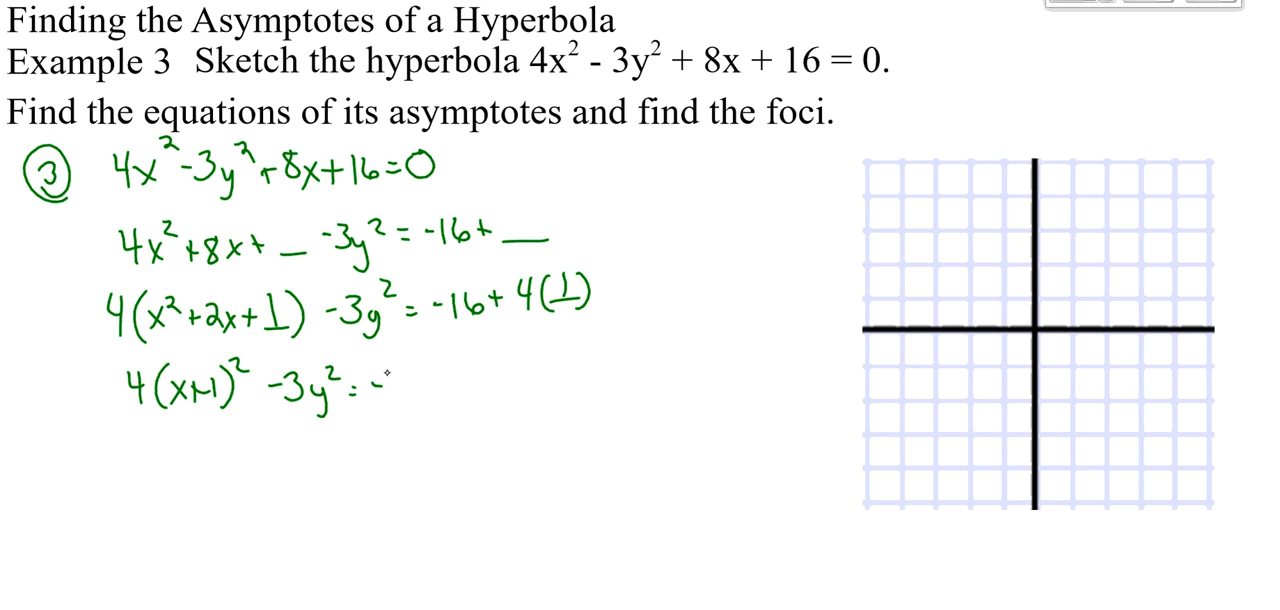 Finding the Asymptotes of a Hyperbola
Example 3 Sketch the hyperbola 4x² - 3y² + 8x + 16 = 0.
Find the equations of its asymptotes and find the foci.
③ 4x² -3y² +8x+16=0
4x² +8x+ _ -3y² = -16+ __
4(x²+2x+1) -3y² = -16+ 4(1)
4(x+1)² -3y² = -